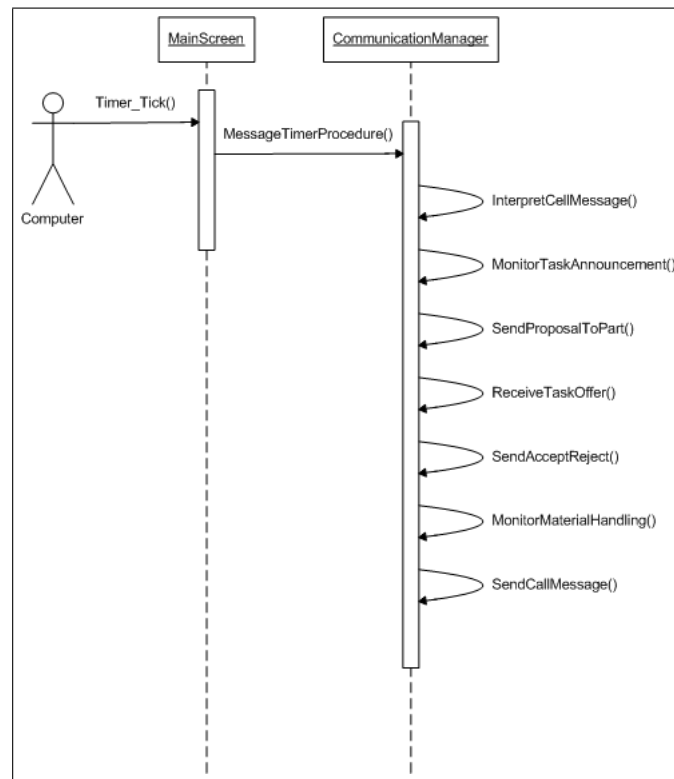 MainScreen
CommunicationManager
Timer_Tick()
MessageTimerProcedure()
Computer
InterpretCellMessage()
MonitorTaskAnnouncement()
SendProposalToPart()
ReceiveTaskOffer()
SendAcceptReject()
MonitorMaterialHandling()
SendCallMessage()